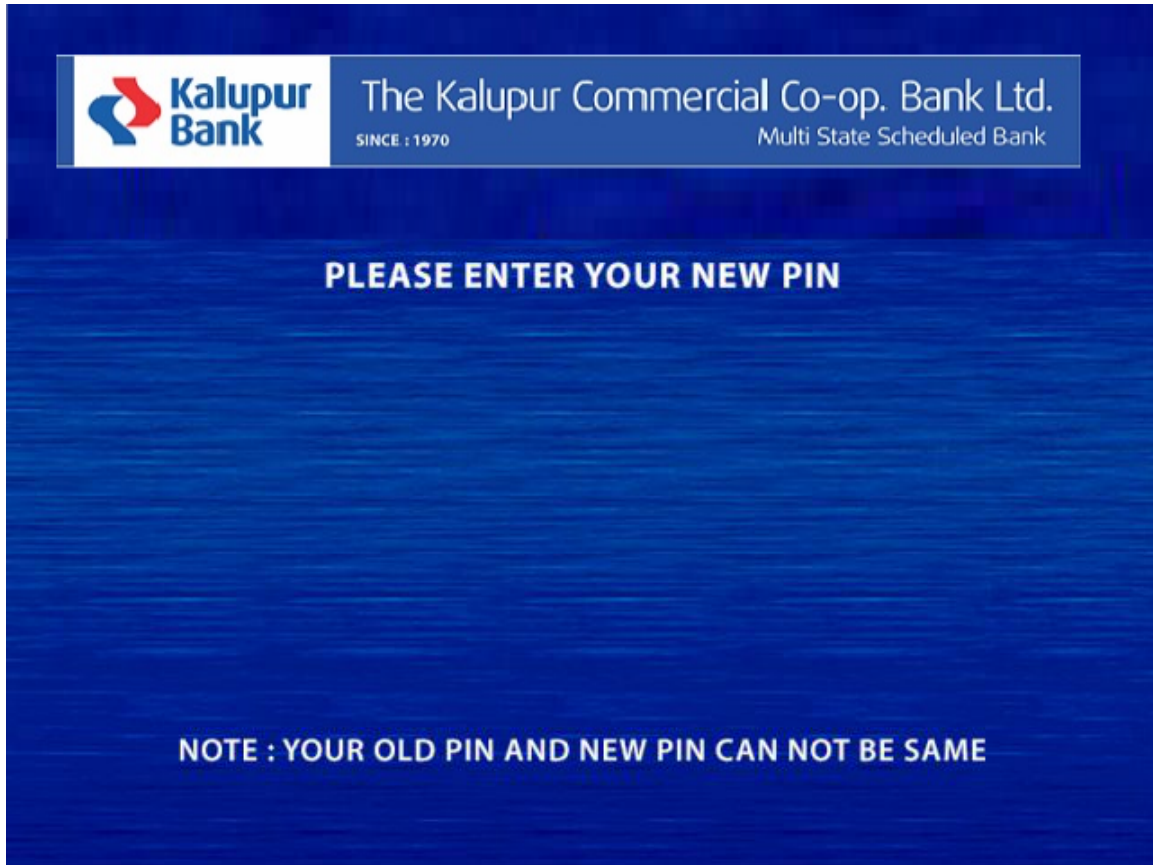 Kalupur
Bank
The Kalupur Commercial Co-op. Bank Ltd.
SINCE : 1970
Multi State Scheduled Bank
PLEASE ENTER YOUR NEW PIN
NOTE : YOUR OLD PIN AND NEW PIN CAN NOT BE SAME